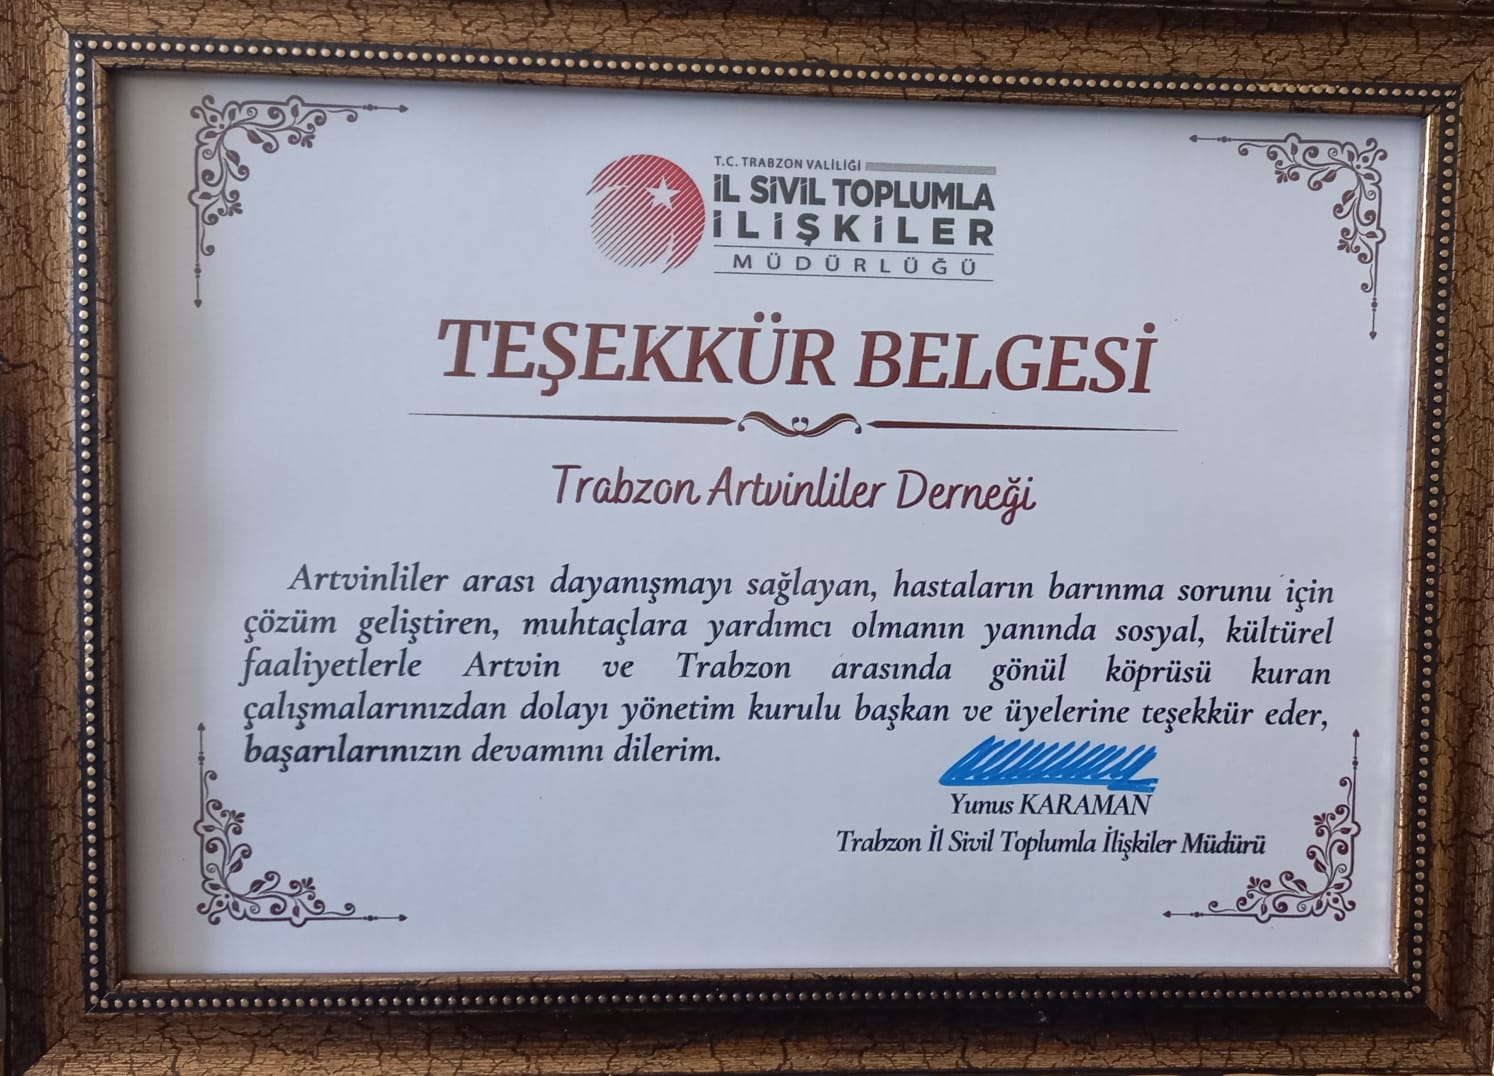 T.C. TRABZON VALİLİĞİ
İL SİVİL TOPLUMLA
İLİŞKİLER
MÜDÜRLÜĞÜ
TEŞEKKÜR BELGESİ
Trabzon Artvinliler Derneği
Artvinliler arası dayanışmayı sağlayan, hastaların barınma sorunu için
çözüm geliştiren, muhtaçlara yardımcı olmanın yanında sosyal, kültürel
faaliyetlerle Artvin ve Trabzon arasında gönül köprüsü kuran
çalışmalarınızdan dolayı yönetim kurulu başkan ve üyelerine teşekkür eder,
başarılarınızın devamını dilerim.
Yunus KARAMAN
Trabzon İl Sivil Toplumla İlişkiler Müdürü